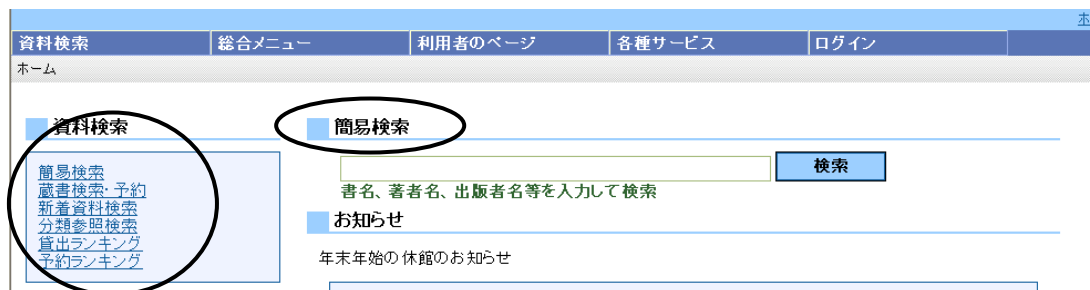 ホ
資料検索 総合メニュー 利用者のページ 各種サービス ログイン
ホーム
資料検索
簡易検索
蔵書検索・予約
新着資料検索
分類参照検索
貸出ランキング
予約ランキング
簡易検索
検索
書名、著者名、出版者名等を入力して検索
お知らせ
年末年始の休館のお知らせ